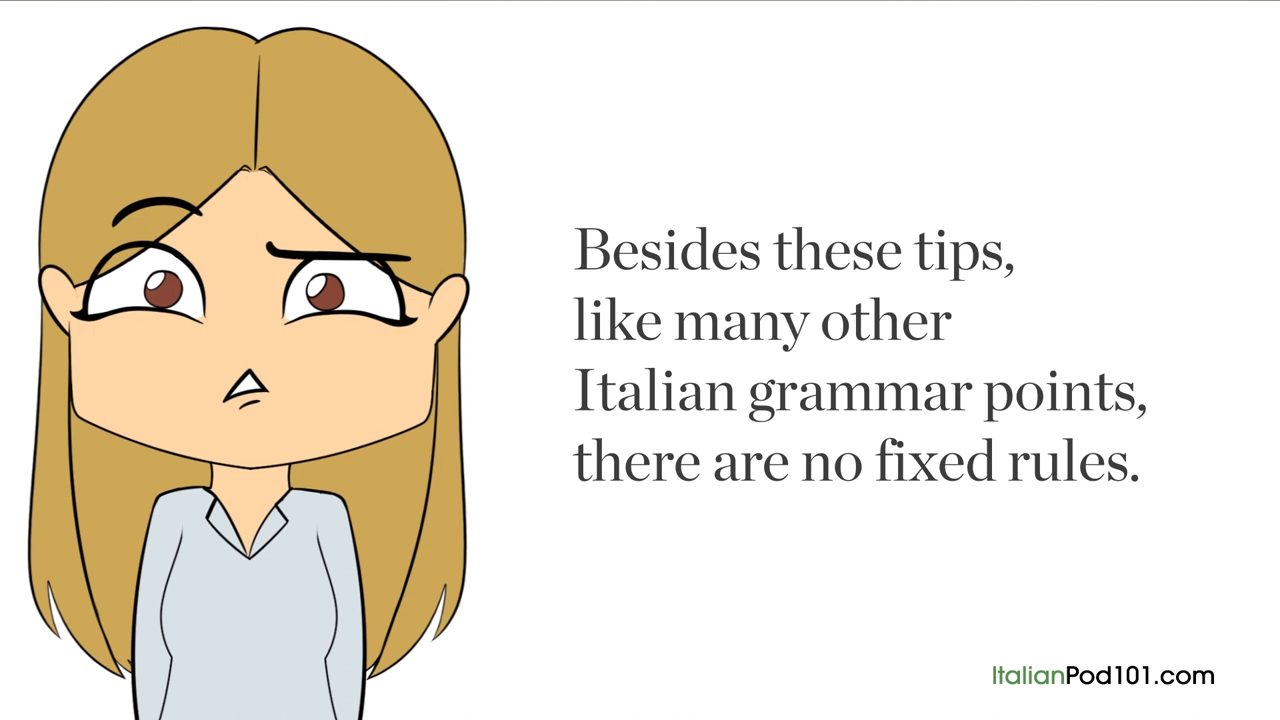 Besides these tips,
like many other
Italian grammar points,
there are no fixed rules.
ItalianPod101.com